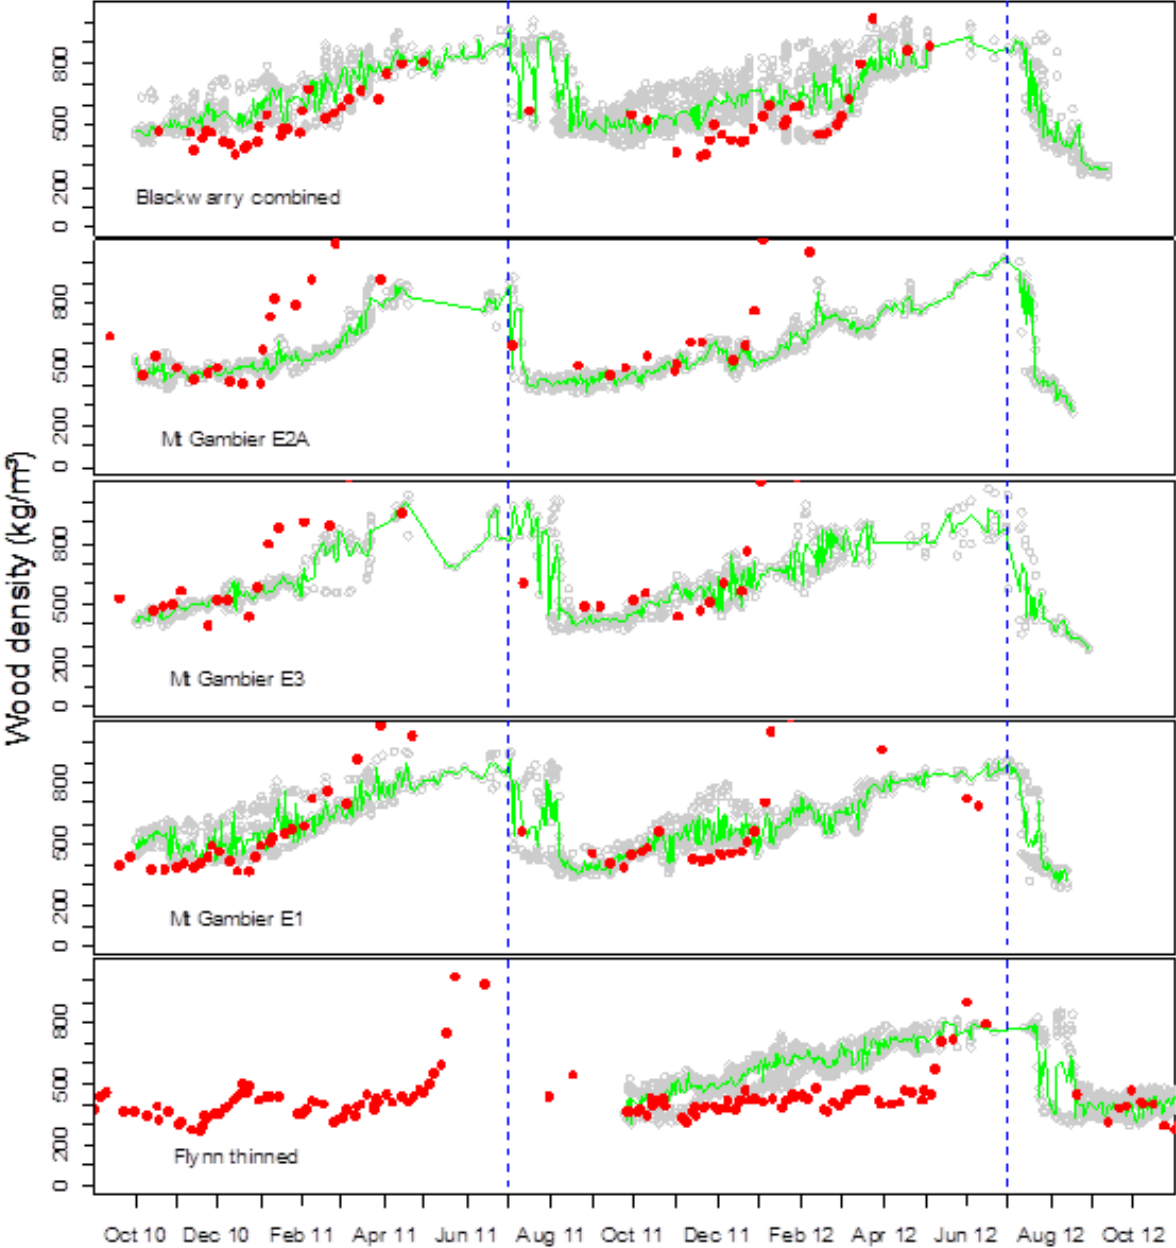 Wood density (kg/m³)
800
500
200
0
Blackwarry combined
800
500
200
0
Mt Gambier E2A
800
500
200
0
Mt Gambier E3
800
500
200
0
Mt Gambier E1
800
500
200
0
Flynn thinned
Oct 10 Dec 10 Feb 11 Apr 11 Jun 11 Aug 11 Oct 11 Dec 11 Feb 12 Apr 12 Jun 12 Aug 12 Oct 12